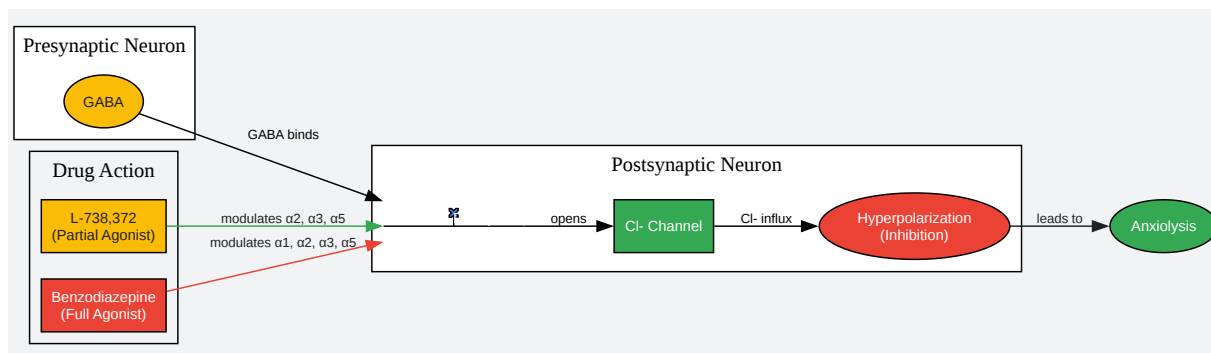 Presynaptic Neuron
GABA
GABA binds
Drug Action
L-738,372
(Partial Agonist)
modulates α2, α3, α5
modulates α1, α2, α3, α5
Benzodiazepine
(Full Agonist)
Postsynaptic Neuron
opens
Cl- Channel
Cl- influx
Hyperpolarization
(Inhibition)
leads to
Anxiolysis